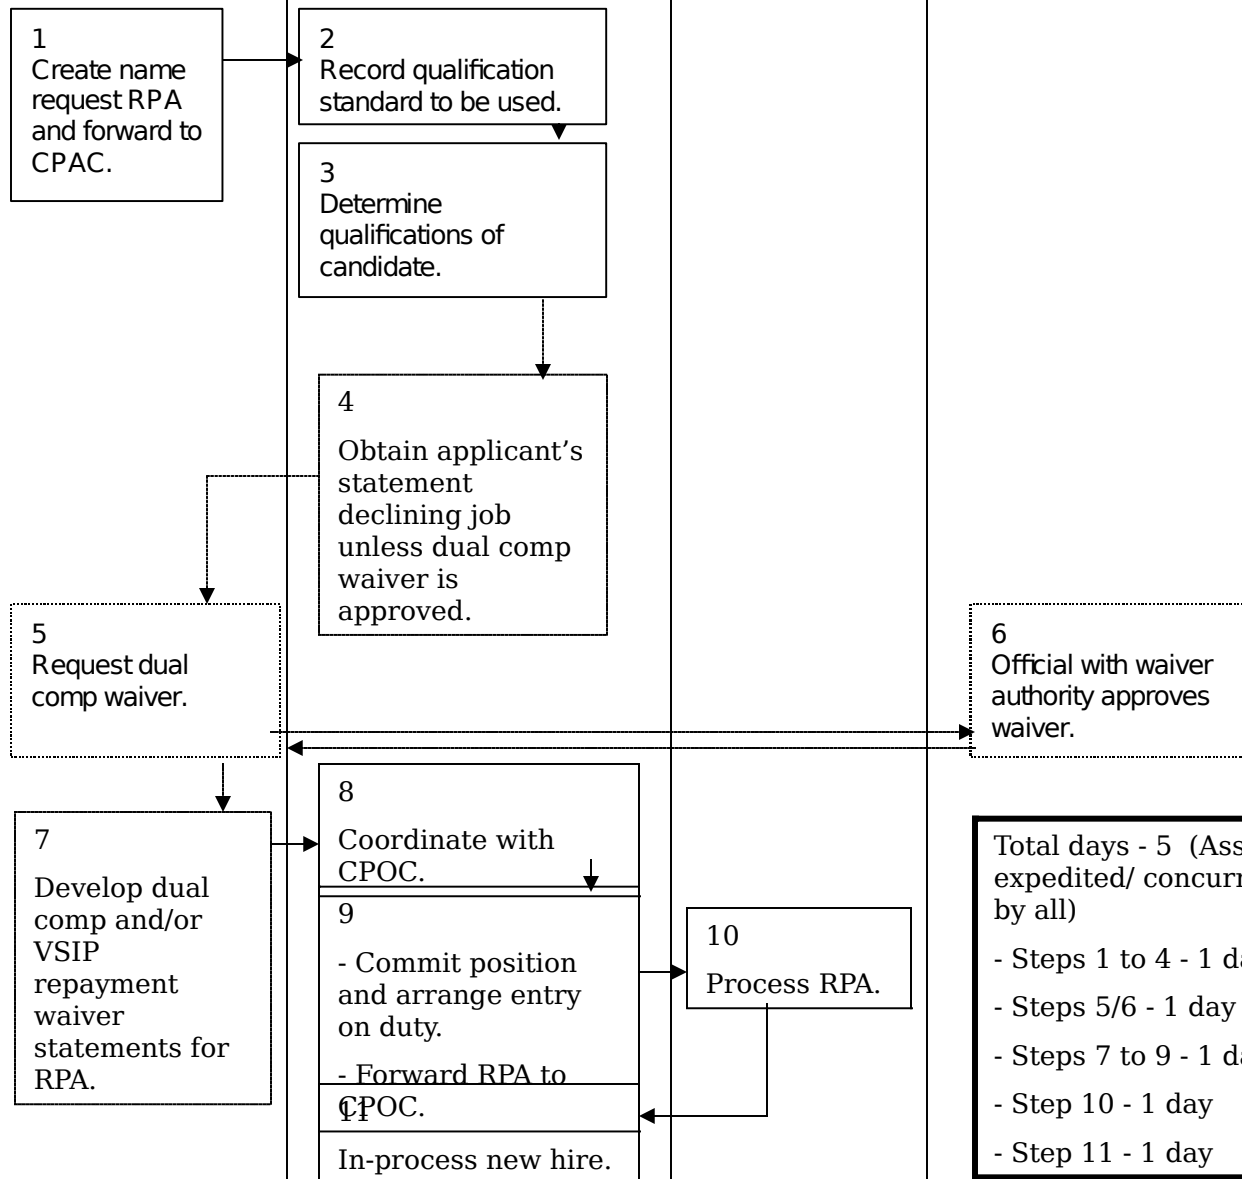 1
Create name
request RPA
and forward to
CPAC.
2
Record qualification
standard to be used.
3
Determine
qualifications of
candidate.
4
Obtain applicant’s
statement
declining job
unless dual comp
waiver is
approved.
5
Request dual
comp waiver.
6
Official with waiver
authority approves
waiver.
7
Develop dual
comp and/or
VSIP
repayment
waiver
statements for
RPA.
8
Coordinate with
CPOC.
9
- Commit position
and arrange entry
on duty.
- Forward RPA to
CPOC.
10
Process RPA.
11
In-process new hire.
Total days - 5 (Ass
expedited/ concurr
by all)
- Steps 1 to 4 - 1 da
- Steps 5/6 - 1 day
- Steps 7 to 9 - 1 da
- Step 10 - 1 day
- Step 11 - 1 day